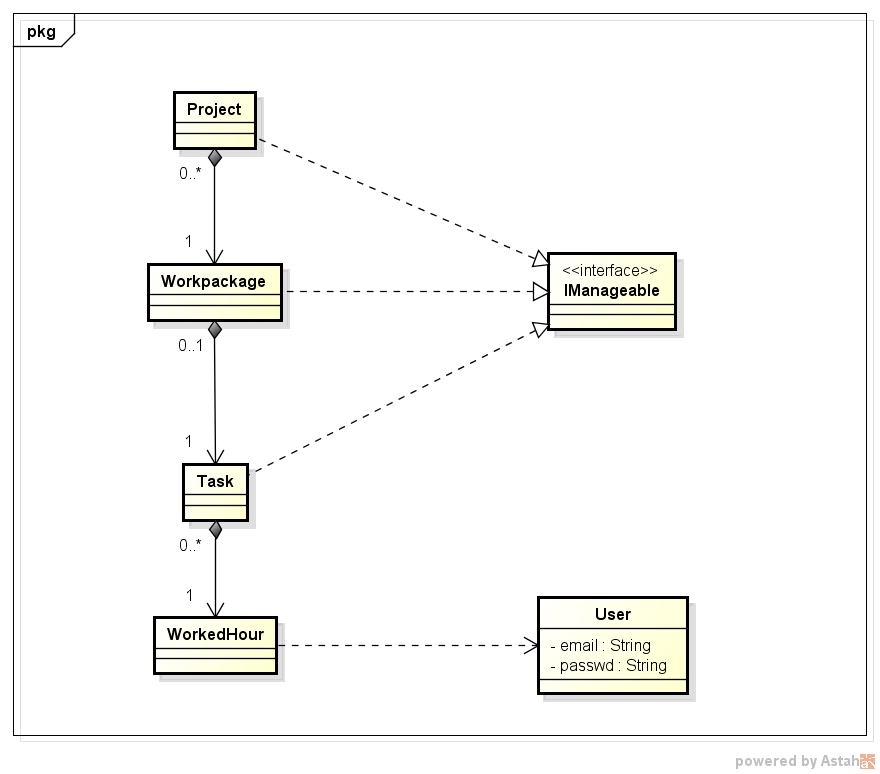 pkg
Project
0..*
1
Workpackage
<<interface>>
IManageable
0..1
1
Task
0..*
1
WorkedHour
User
- email : String
- passwd : String
powered by Astah